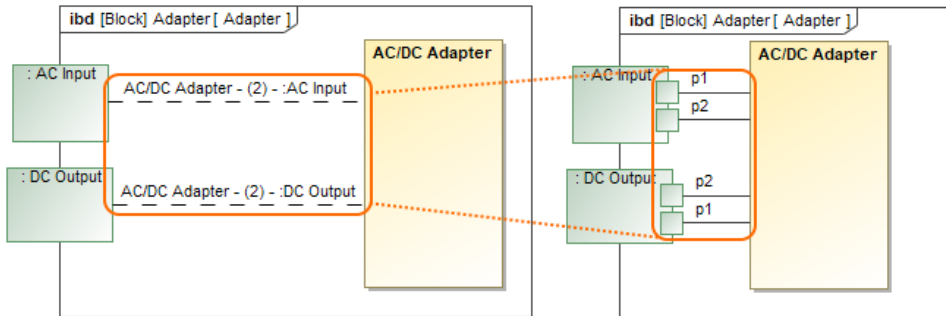 ibd [Block] Adapter [ Adapter ]
AC/DC Adapter
: AC Input
AC/DC Adapter - (2) - :AC Input
: DC Output
AC/DC Adapter - (2) - :DC Output
ibd [Block] Adapter [ Adapter ]
AC/DC Adapter
: AC Input
p1
p2
: DC Output
p2
p1